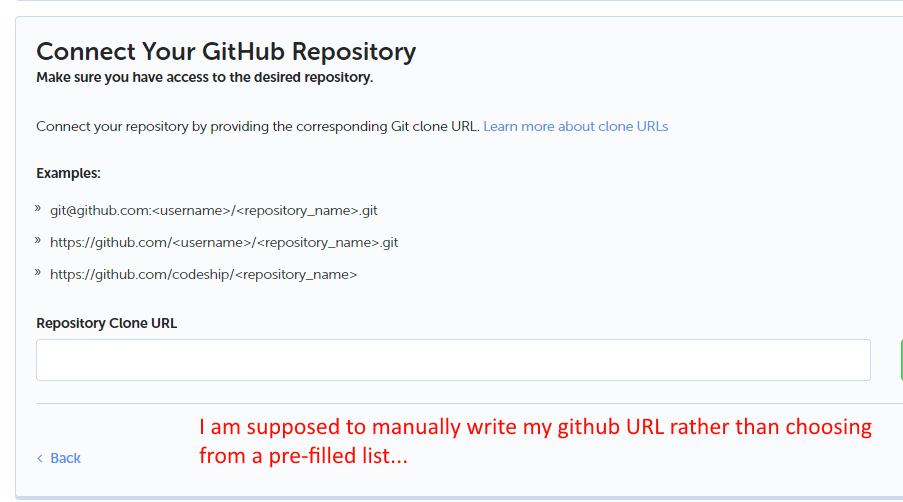 Connect Your GitHub Repository
Make sure you have access to the desired repository.
Connect your repository by providing the corresponding Git clone URL. Learn more about clone URLs
Examples:
» git@github.com:<username>/<repository_name>.git
» https://github.com/<username>/<repository_name>.git
» https://github.com/codeship/<repository_name>
Repository Clone URL
I am supposed to manually write my github URL rather than choosing
from a pre-filled list...
< Back